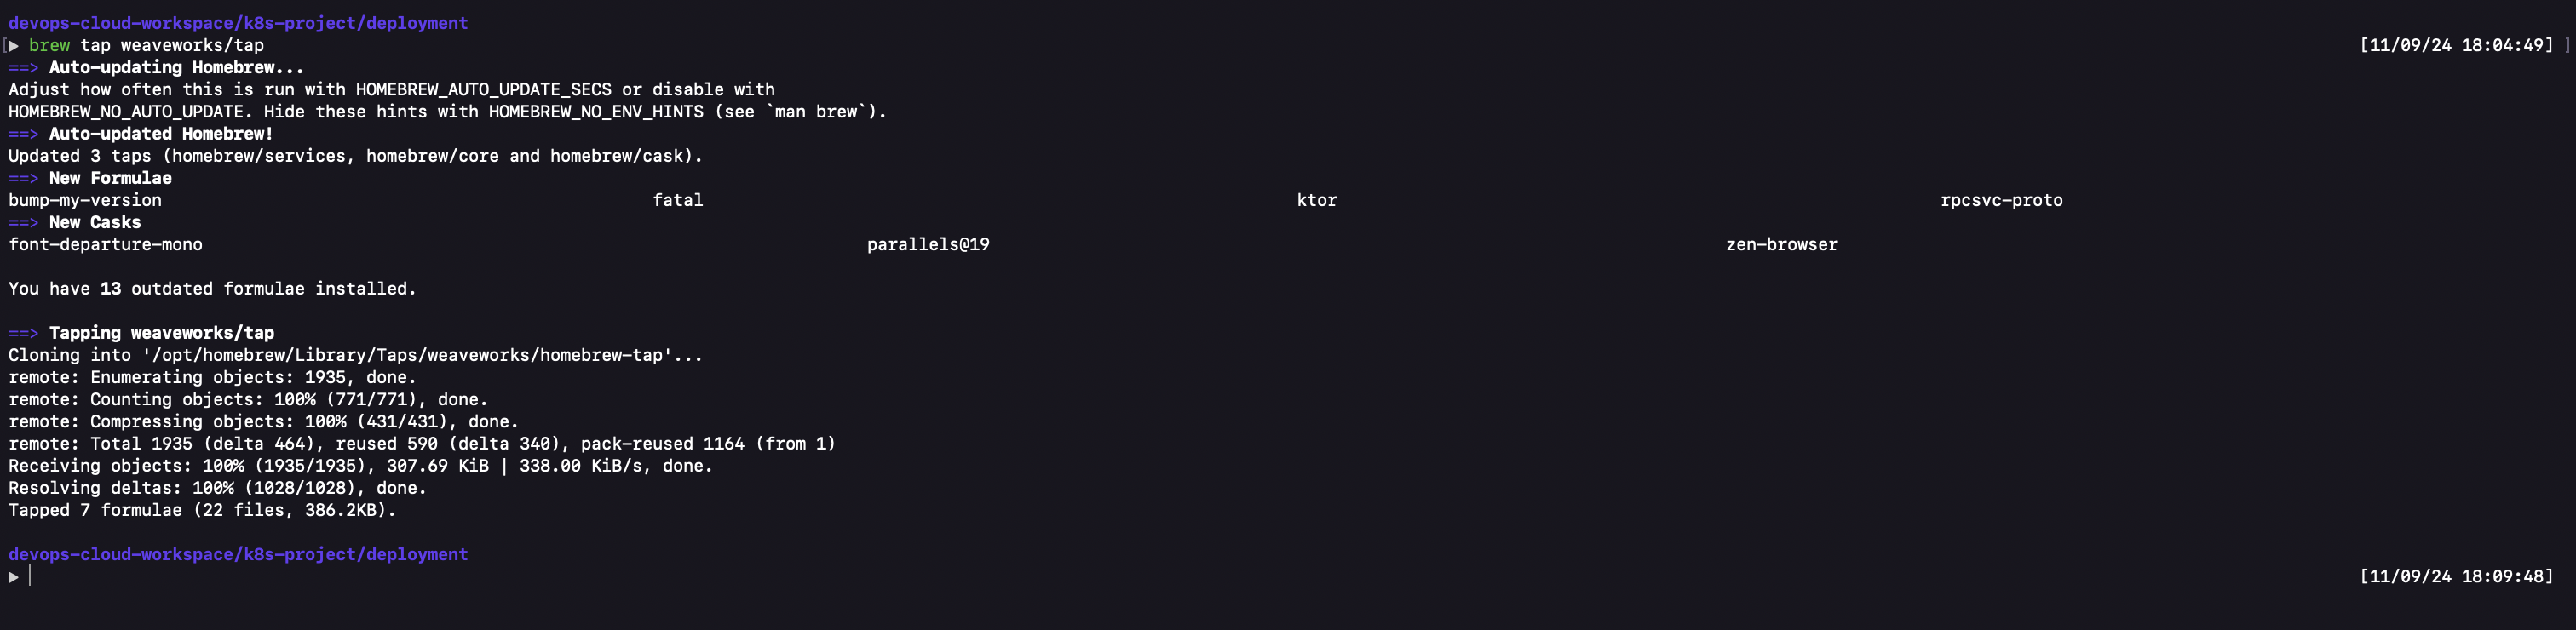 devops-cloud-workspace/k8s-project/deployment
[▶ brew tap weaveworks/tap [11/09/24 18:04:49] ]
==> Auto-updating Homebrew...
Adjust how often this is run with HOMEBREW_AUTO_UPDATE_SECS or disable with
HOMEBREW_NO_AUTO_UPDATE. Hide these hints with HOMEBREW_NO_ENV_HINTS (see `man brew`).
==> Auto-updated Homebrew!
Updated 3 taps (homebrew/services, homebrew/core and homebrew/cask).
==> New Formulae
bump-my-version fatal ktor rpcsvc-proto
==> New Casks
font-departure-mono parallels@19 zen-browser
You have 13 outdated formulae installed.
==> Tapping weaveworks/tap
Cloning into '/opt/homebrew/Library/Taps/weaveworks/homebrew-tap'...
remote: Enumerating objects: 1935, done.
remote: Counting objects: 100% (771/771), done.
remote: Compressing objects: 100% (431/431), done.
remote: Total 1935 (delta 464), reused 590 (delta 340), pack-reused 1164 (from 1)
Receiving objects: 100% (1935/1935), 307.69 KiB | 338.00 KiB/s, done.
Resolving deltas: 100% (1028/1028), done.
Tapped 7 formulae (22 files, 386.2KB).
devops-cloud-workspace/k8s-project/deployment
▶ [11/09/24 18:09:48]